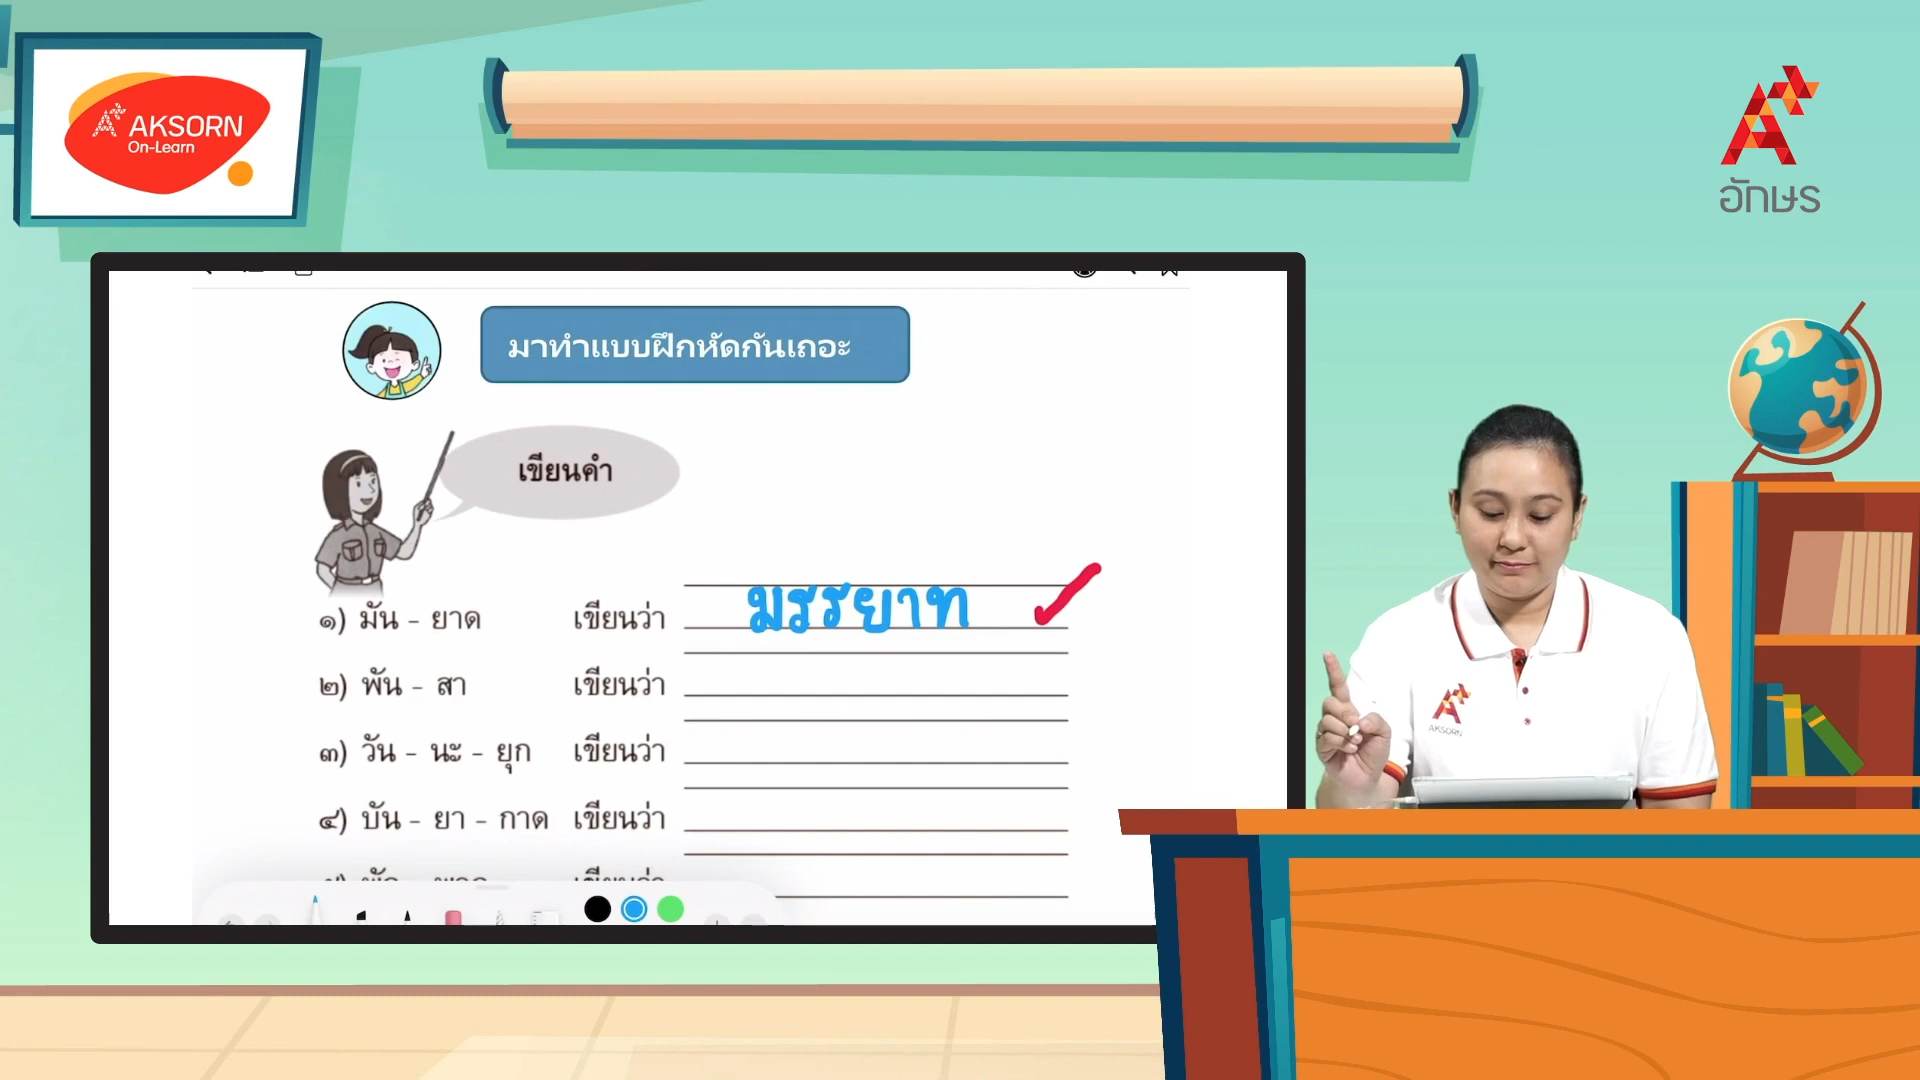 AKSORN
On-Learn
อักษร
มาทำแบบฝึกหัดกันเถอะ
เขียนคำ
๑) มัน - ยาด เขียนว่า มรรยาท
๒) พัน - สา เขียนว่า
๓) วัน - นะ - ยุก เขียนว่า
๔) บัน - ยา - กาด เขียนว่า
AKSORN